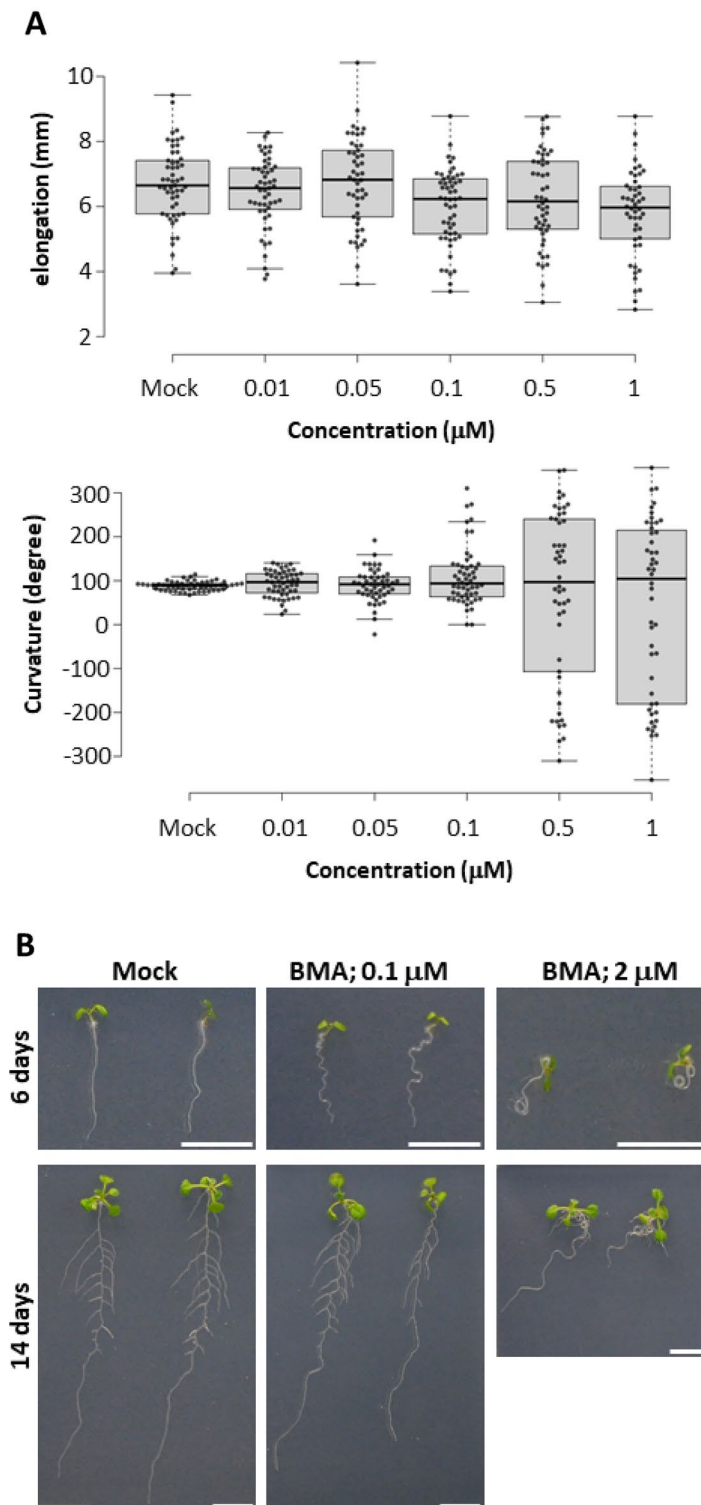 A
elongation (mm)
10
8
6
4
2
Mock 0.01 0.05 0.1 0.5 1
Concentration (μM)
Curvature (degree)
300
200
100
0
-100
-200
-300
Mock 0.01 0.05 0.1 0.5 1
Concentration (μM)
B
Mock BMA; 0.1 μM BMA; 2 μM
6 days
14 days